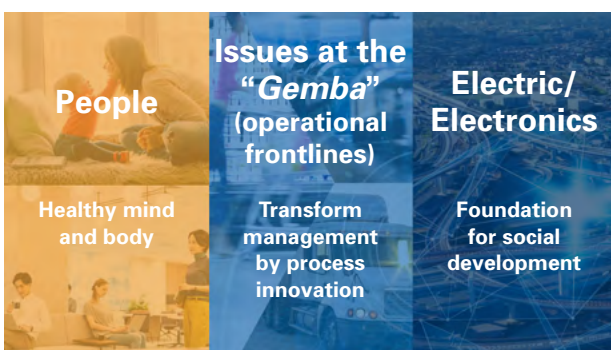 People
Healthy mind
and body
Issues at the
“Gemba”
(operational
frontlines)
Transform
management
by process
innovation
Electric/
Electronics
Foundation
for social
development